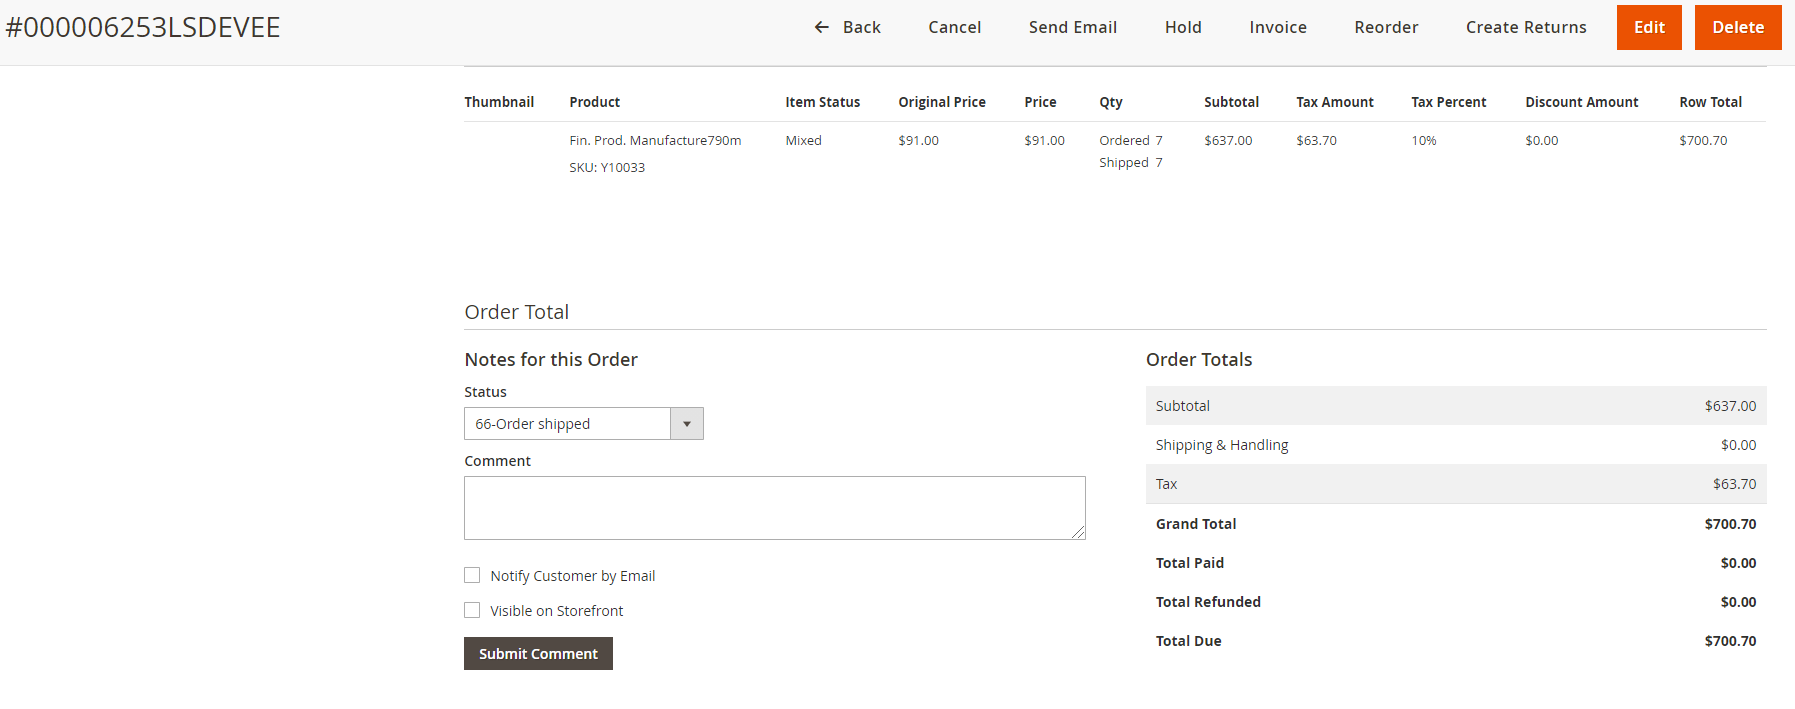 #000006253LSDEVEE
← Back Cancel Send Email Hold Invoice Reorder Create Returns Edit Delete
Thumbnail Product Item Status Original Price Price Qty Subtotal Tax Amount Tax Percent Discount Amount Row Total
Fin. Prod. Manufacture790m Mixed $91.00 $91.00 Ordered 7 $637.00 $63.70 10% $0.00 $700.70
Shipped 7
SKU: Y10033
Order Total
Notes for this Order
Status
66-Order shipped
Comment
Notify Customer by Email
Visible on Storefront
Submit Comment
Order Totals
Subtotal $637.00
Shipping & Handling $0.00
Tax $63.70
Grand Total $700.70
Total Paid $0.00
Total Refunded $0.00
Total Due $700.70